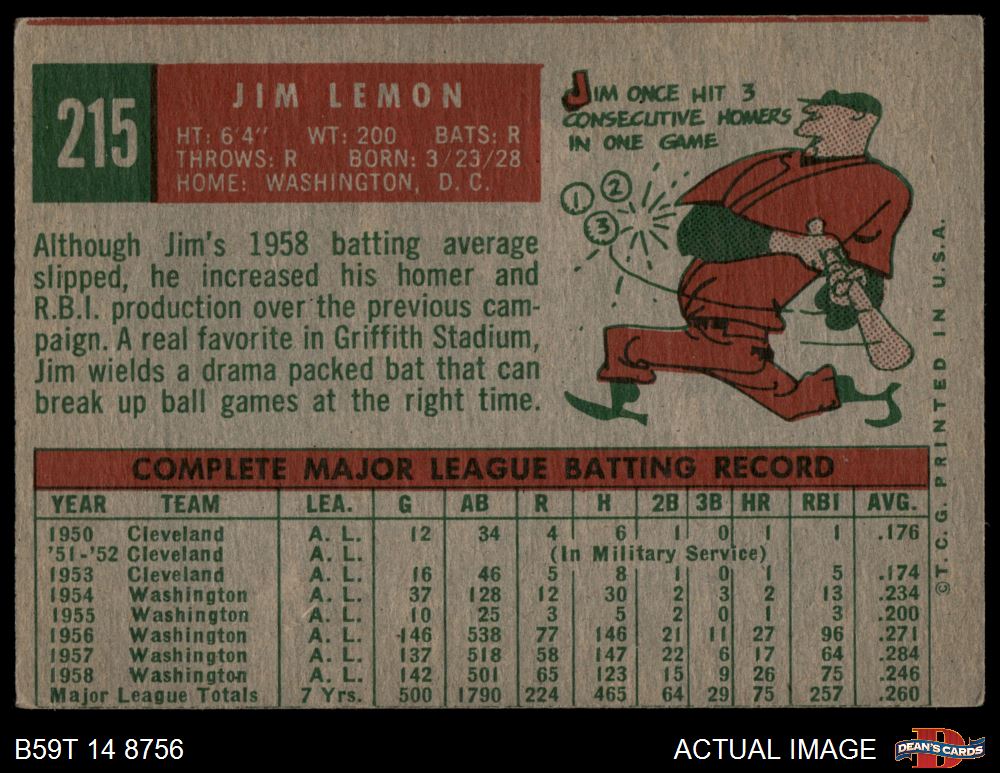 215
JIM LEMON
HT: 6'4" WT: 200 BATS: R
THROWS: R BORN: 3/23/28
HOME: WASHINGTON, D. C.
JIM ONCE HIT 3
CONSECUTIVE HOMERS
IN ONE GAME
1 2
3
Although Jim's 1958 batting average
slipped, he increased his homer and
R.B.I. production over the previous cam-
paign. A real favorite in Griffith Stadium,
Jim wields a drama packed bat that can
break up ball games at the right time.
COMPLETE MAJOR LEAGUE BATTING RECORD
YEAR TEAM LEA. G AB R H 2B 3B HR RBI AVG.
1950 Cleveland A. L. 12 34 4 6 1 0 1 1 .176
'51-'52 Cleveland A. L. (In Military Service)
1953 Cleveland A. L. 16 46 5 8 1 0 1 5 .174
1954 Washington A. L. 37 128 12 30 2 3 2 13 .234
1955 Washington A. L. 10 25 3 5 2 0 1 3 .200
1956 Washington A. L. 146 538 77 146 21 11 27 96 .271
1957 Washington A. L. 137 518 58 147 22 6 17 64 .284
1958 Washington A. L. 142 501 65 123 15 9 26 75 .246
Major League Totals 7 Yrs. 500 1790 224 465 64 29 75 257 .260
©T. C. G. PRINTED IN U.S.A.
B59T 14 8756
ACTUAL IMAGE
DEAN'S CARDS